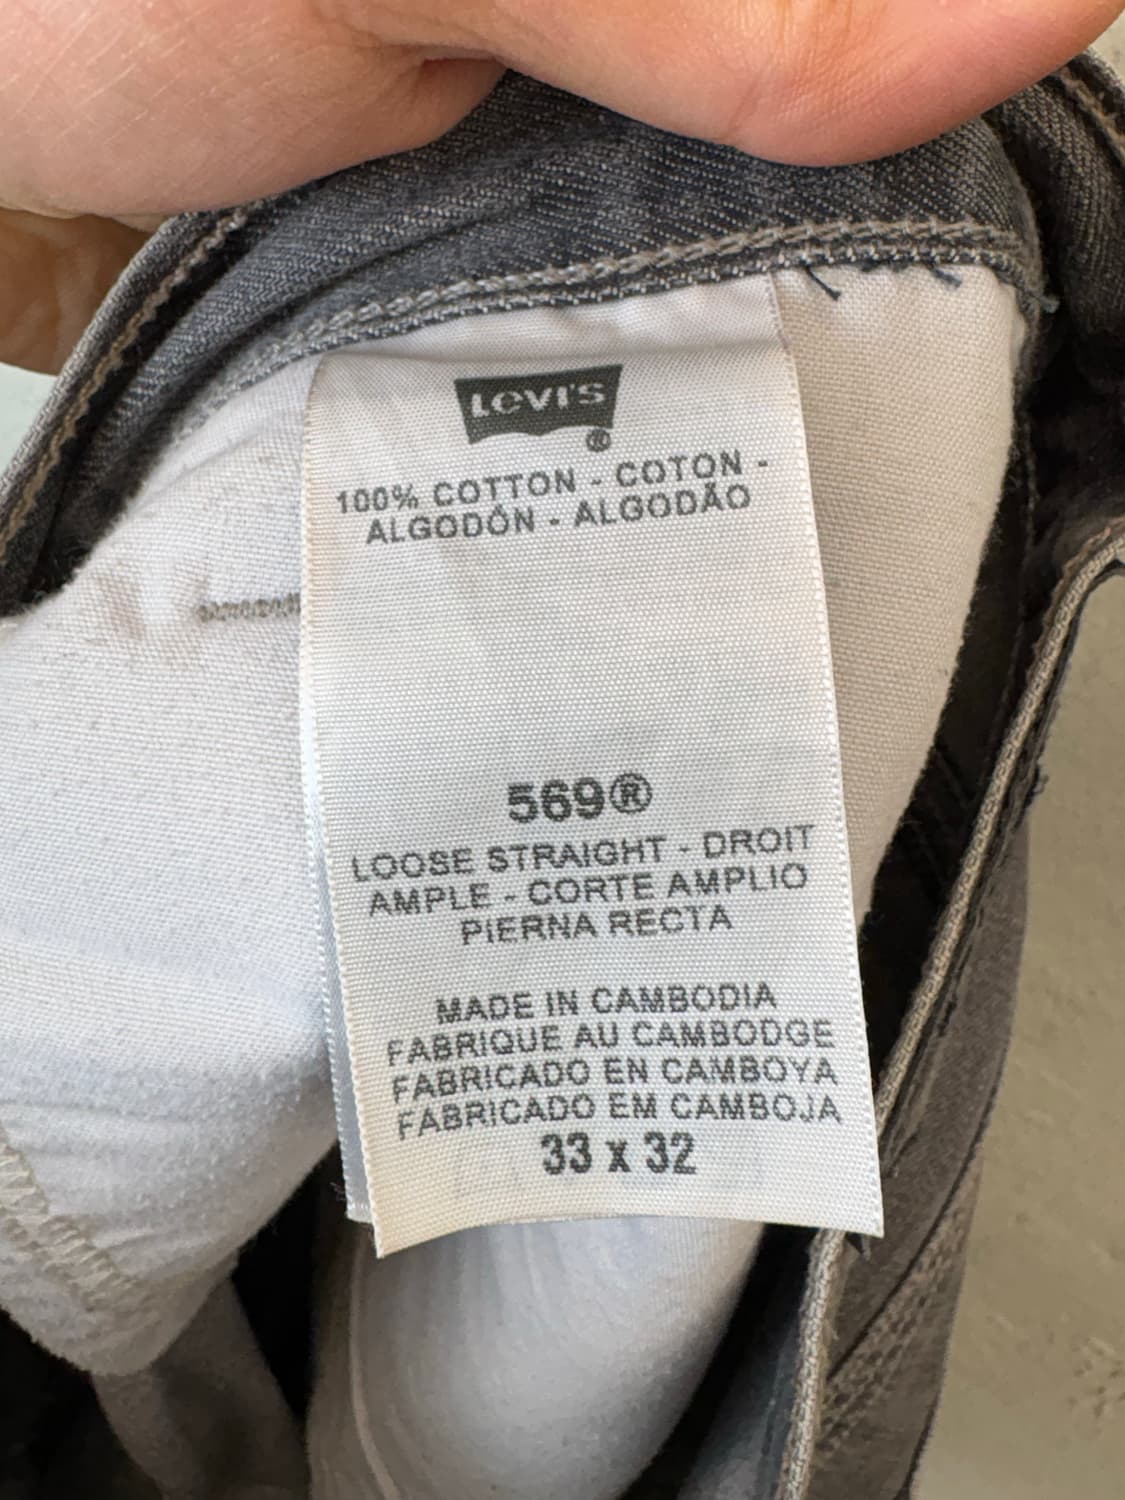 LEVI'S
®
100% COTTON - COTON -
ALGODÓN - ALGODÃO
569®
LOOSE STRAIGHT - DROIT
AMPLE - CORTE AMPLIO
PIERNA RECTA
MADE IN CAMBODIA
FABRIQUE AU CAMBODGE
FABRICADO EN CAMBOYA
FABRICADO EM CAMBOJA
33 x 32